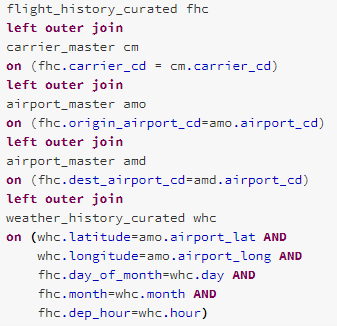 flight_history_curated fhc
left outer join
carrier_master cm
on (fhc.carrier_cd = cm.carrier_cd)
left outer join
airport_master amo
on (fhc.origin_airport_cd=amo.airport_cd)
left outer join
airport_master amd
on (fhc.dest_airport_cd=amd.airport_cd)
left outer join
weather_history_curated whc
on (whc.latitude=amo.airport_lat AND
whc.longitude=amo.airport_long AND
fhc.day_of_month=whc.day AND
fhc.month=whc.month AND
fhc.dep_hour=whc.hour)